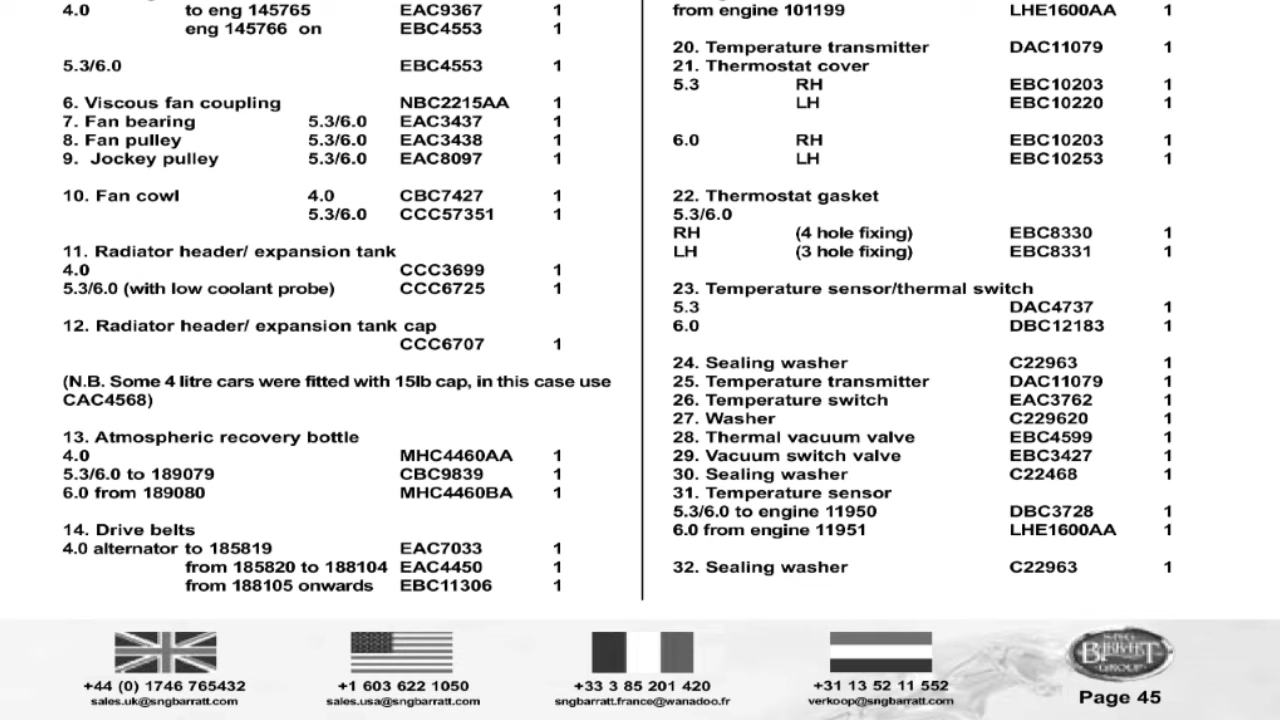 4.0 to eng 145765 EAC9367 1
eng 145766 on EBC4553 1
5.3/6.0 EBC4553 1
6. Viscous fan coupling NBC2215AA 1
7. Fan bearing 5.3/6.0 EAC3437 1
8. Fan pulley 5.3/6.0 EAC3438 1
9. Jockey pulley 5.3/6.0 EAC8097 1
10. Fan cowl 4.0 CBC7427 1
5.3/6.0 CCC57351 1
11. Radiator header/ expansion tank
4.0 CCC3699 1
5.3/6.0 (with low coolant probe) CCC6725 1
12. Radiator header/ expansion tank cap
CCC6707 1
(N.B. Some 4 litre cars were fitted with 15lb cap, in this case use
CAC4568)
13. Atmospheric recovery bottle
4.0 MHC4460AA 1
5.3/6.0 to 189079 CBC9839 1
6.0 from 189080 MHC4460BA 1
14. Drive belts
4.0 alternator to 185819 EAC7033 1
from 185820 to 188104 EAC4450 1
from 188105 onwards EBC11306 1
from engine 101199 LHE1600AA 1
20. Temperature transmitter DAC11079 1
21. Thermostat cover
5.3 RH EBC10203 1
LH EBC10220 1
6.0 RH EBC10203 1
LH EBC10253 1
22. Thermostat gasket
5.3/6.0
RH (4 hole fixing) EBC8330 1
LH (3 hole fixing) EBC8331 1
23. Temperature sensor/thermal switch
5.3 DAC4737 1
6.0 DBC12183 1
24. Sealing washer C22963 1
25. Temperature transmitter DAC11079 1
26. Temperature switch EAC3762 1
27. Washer C229620 1
28. Thermal vacuum valve EBC4599 1
29. Vacuum switch valve EBC3427 1
30. Sealing washer C22468 1
31. Temperature sensor
5.3/6.0 to engine 11950 DBC3728 1
6.0 from engine 11951 LHE1600AA 1
32. Sealing washer C22963 1
+44 (0) 1746 765432
sales.uk@sngbarratt.com
+1 603 622 1050
sales.usa@sngbarratt.com
+33 3 85 201 420
sngbarratt.france@wanadoo.fr
+31 13 52 11 552
verkoop@sngbarratt.com
SNG
BARRATT
GROUP
Page 45